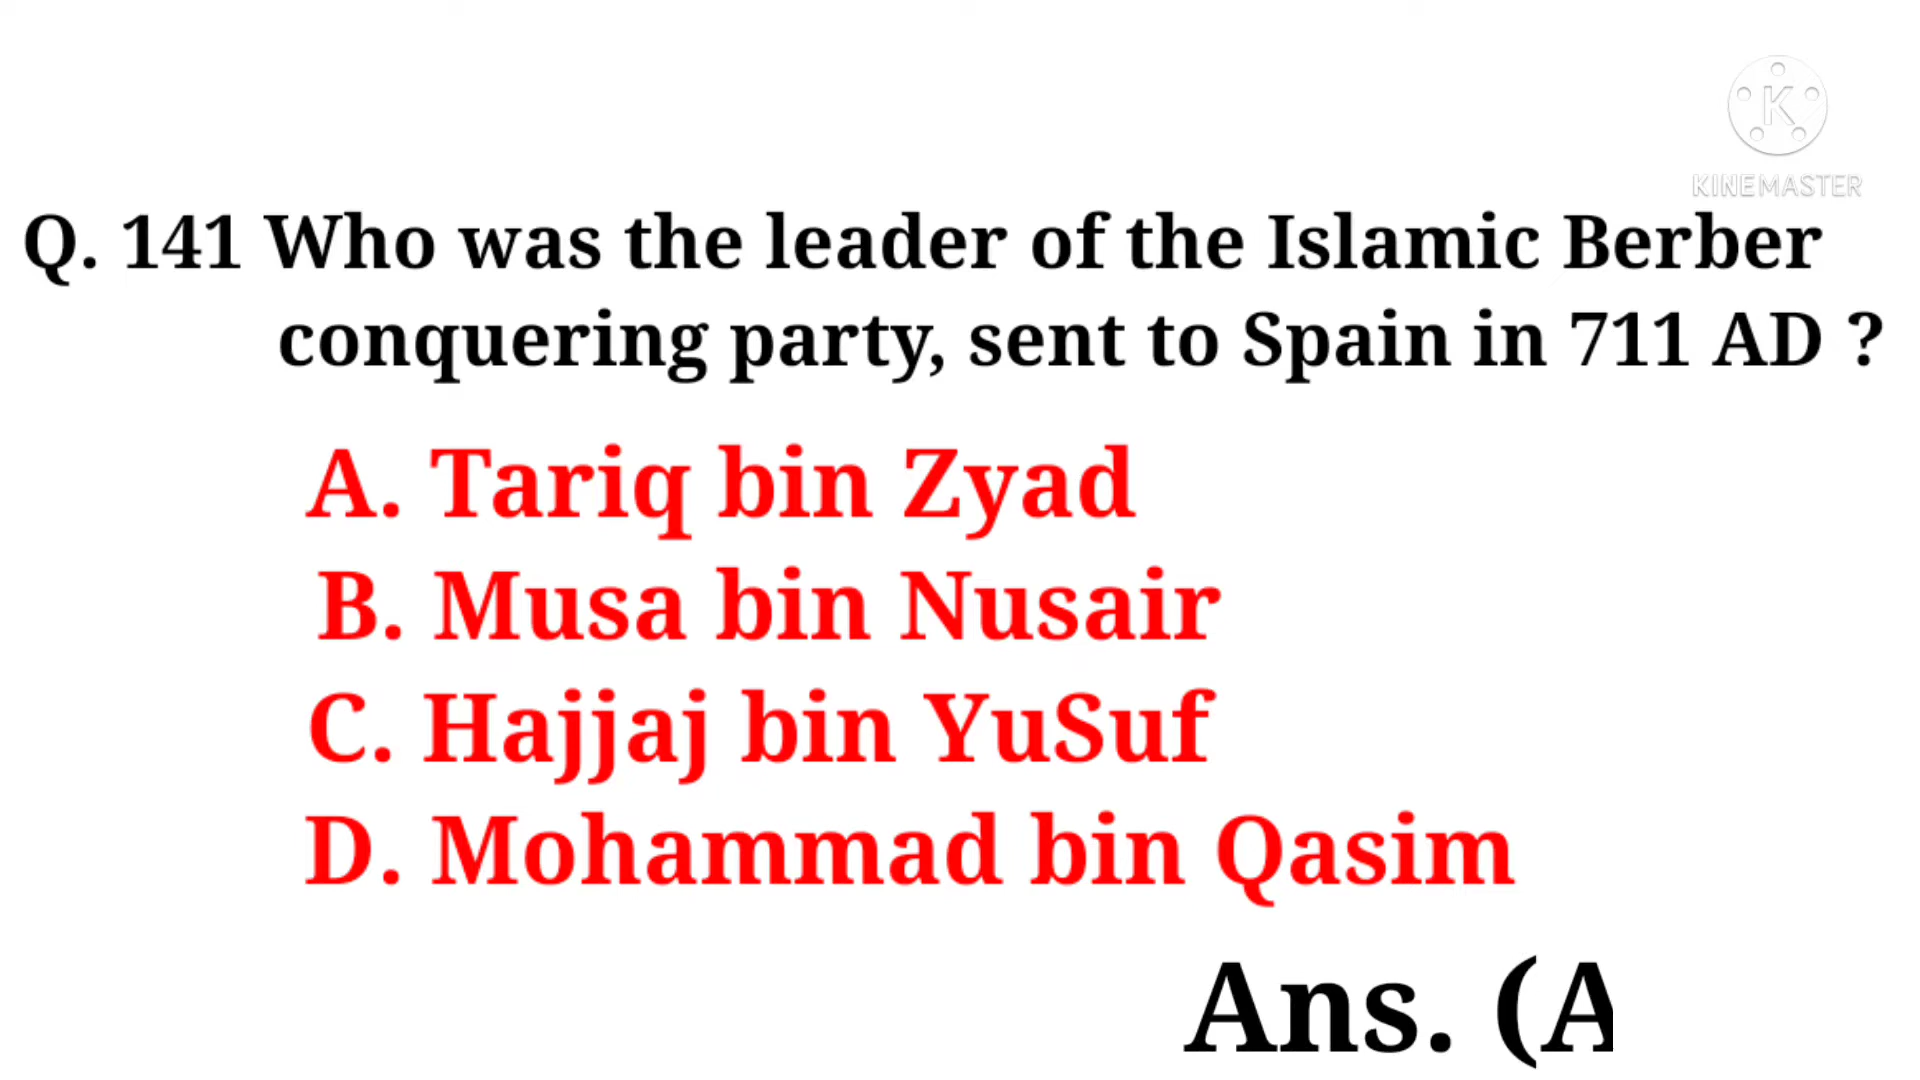 KINEMASTER
Q. 141 Who was the leader of the Islamic Berber
conquering party, sent to Spain in 711 AD ?
A. Tariq bin Zyad
B. Musa bin Nusair
C. Hajjaj bin YuSuf
D. Mohammad bin Qasim
Ans. (A